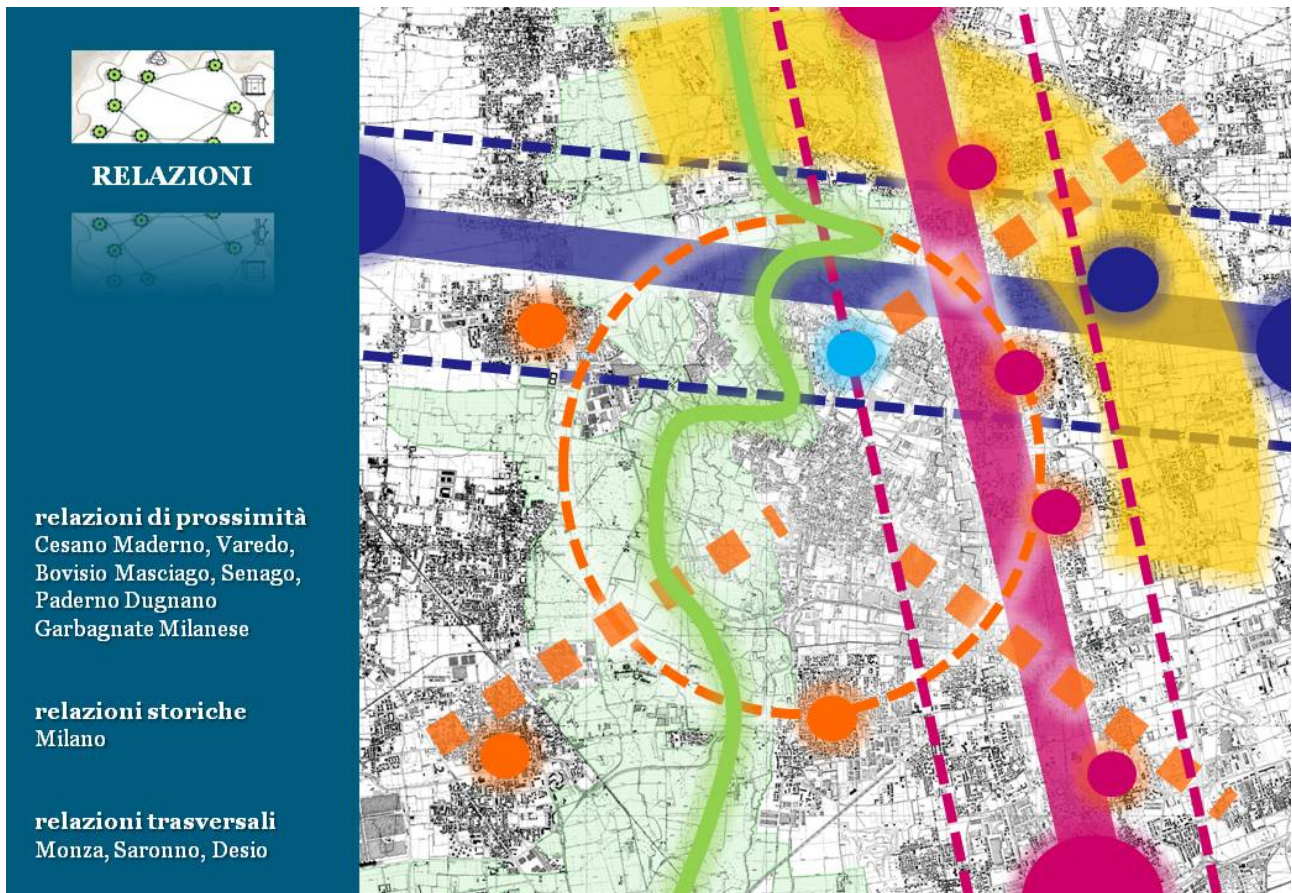 RELAZIONI
relazioni di prossimità
Cesano Maderno, Varedo,
Bovisio Masciago, Senago,
Paderno Dugnano
Garbagnate Milanese
relazioni storiche
Milano
relazioni trasversali
Monza, Saronno, Desio